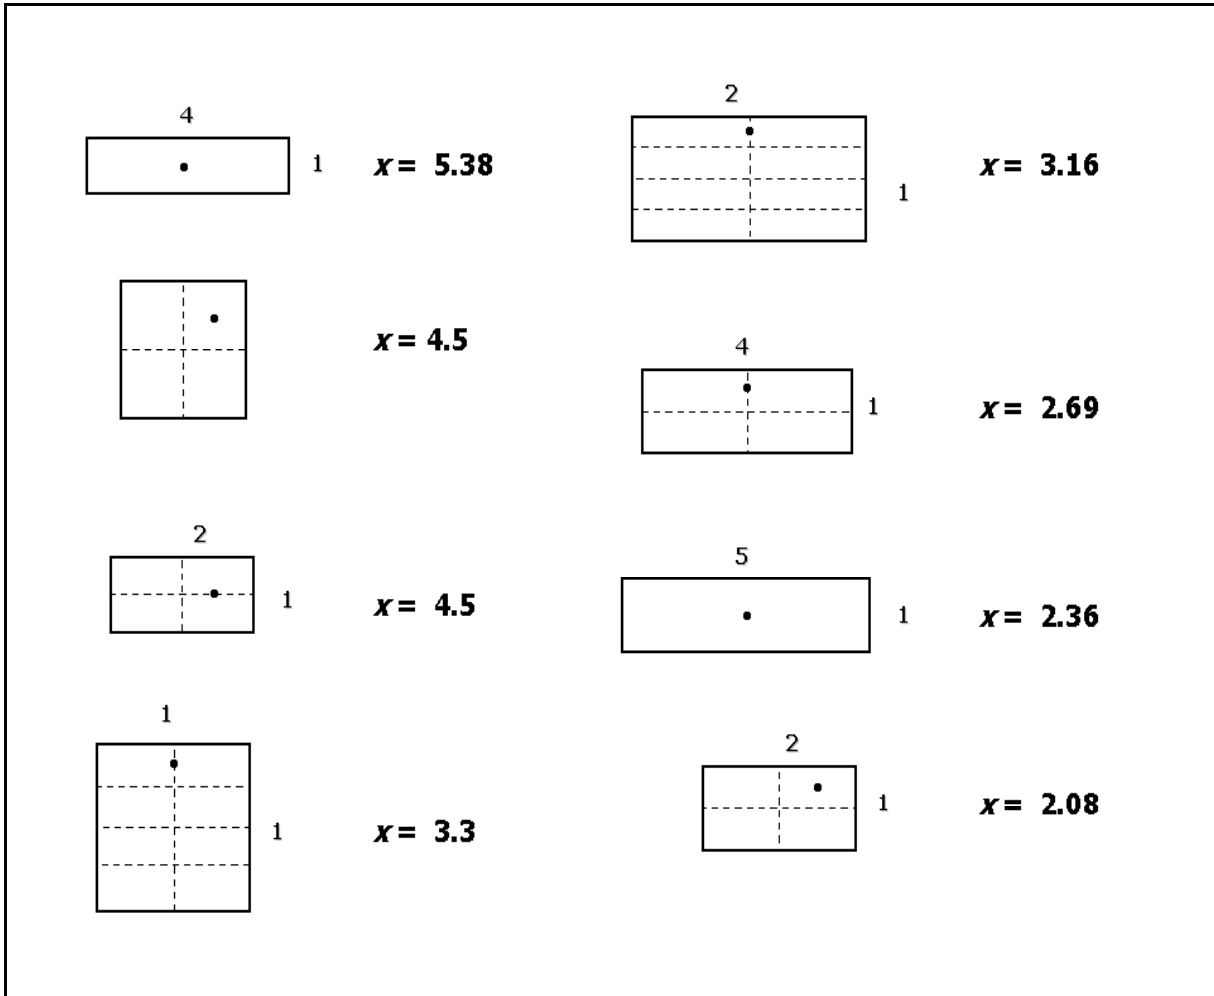 4
1
x = 5.38
x = 4.5
2
1
x = 4.5
1
1
x = 3.3
2
1
x = 3.16
4
1
x = 2.69
5
1
x = 2.36
2
1
x = 2.08